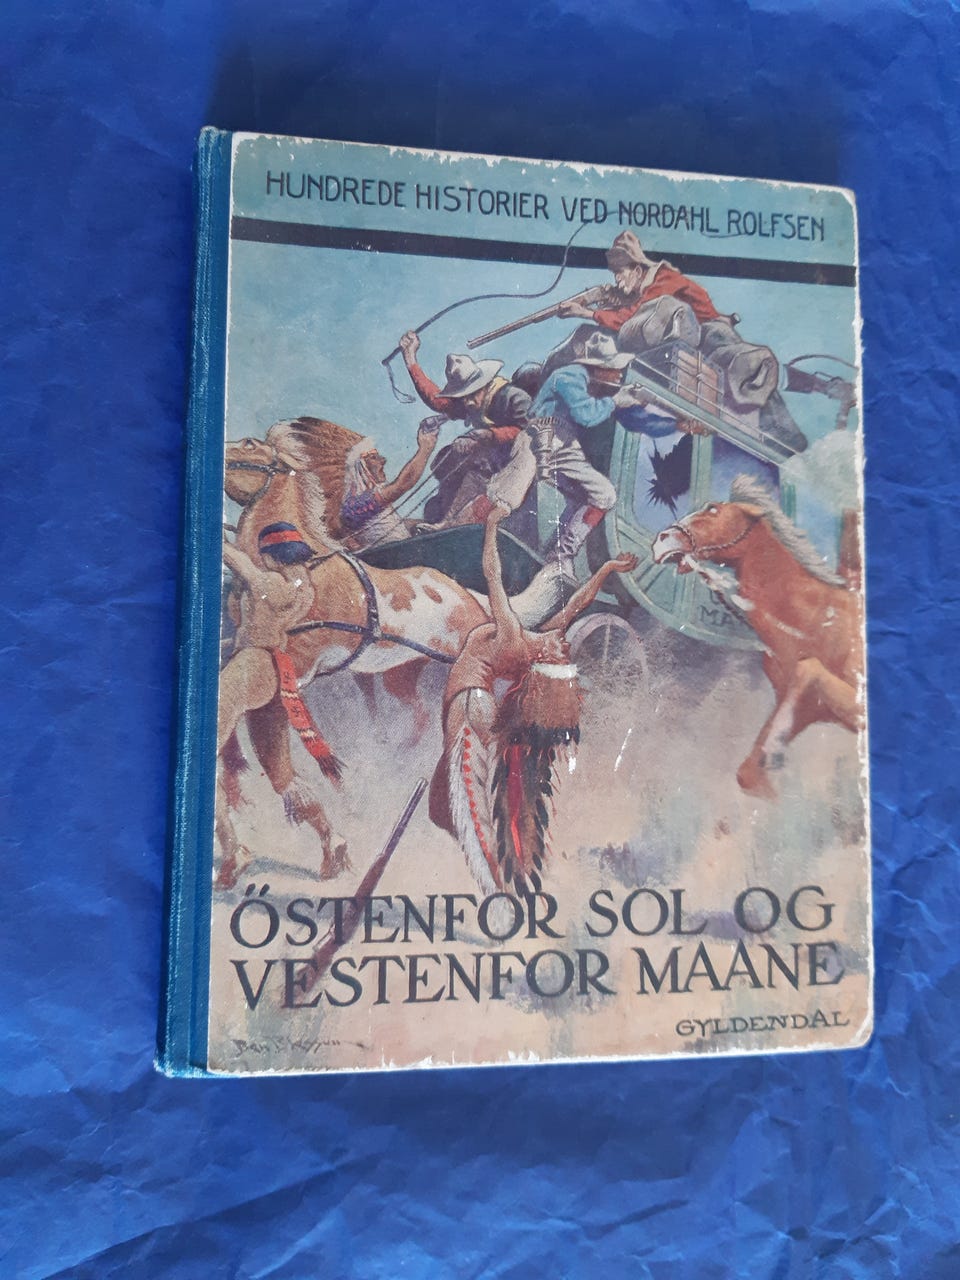 HUNDREDE HISTORIER VED NORDAHL ROLFSEN
ÖSTENFOR SOL OG
VESTENFOR MAANE
GYLDENDAL